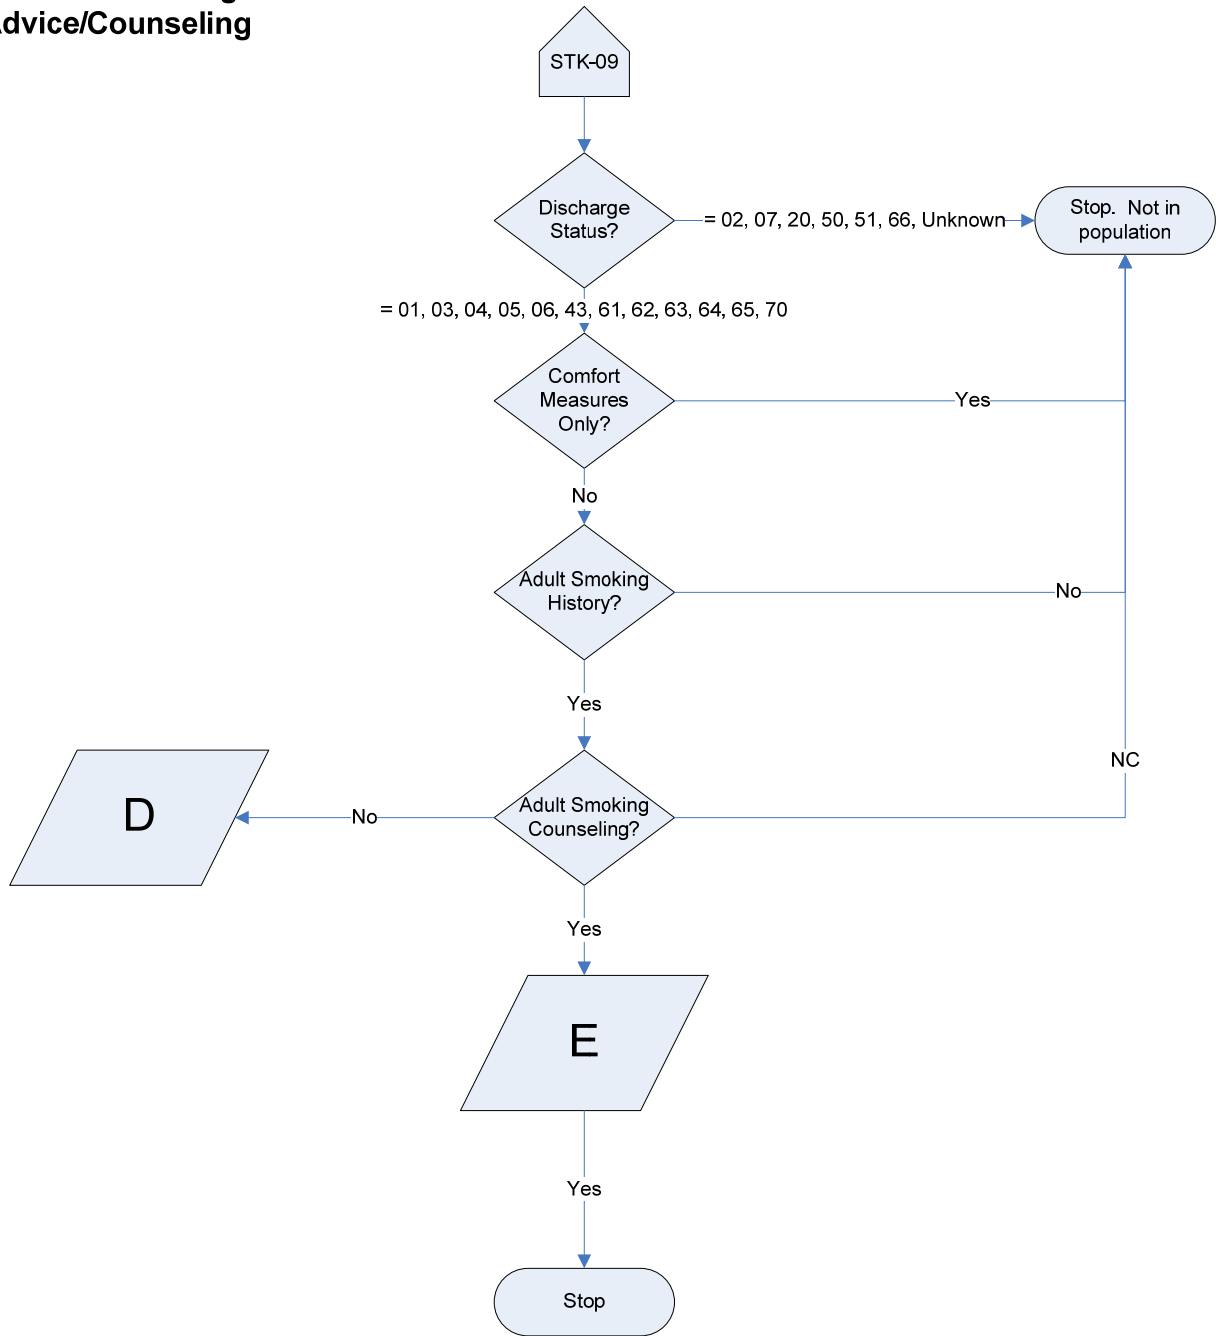 Advice/Counseling
STK-09
Discharge
Status?
= 02, 07, 20, 50, 51, 66, Unknown
Stop.  Not in
population
= 01, 03, 04, 05, 06, 43, 61, 62, 63, 64, 65, 70
Comfort
Measures
Only?
Yes
No
Adult Smoking
History?
No
Yes
NC
D
No
Adult Smoking
Counseling?
Yes
E
Yes
Stop